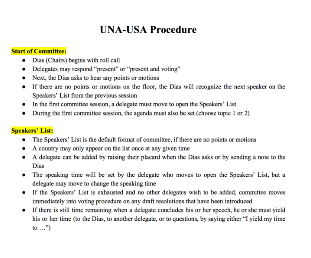 UNA-USA Procedure
Start of Committee:
● Dias (Chairs) begins with roll call
● Delegates may respond "present" or "present and voting"
● Next, the Dias asks to hear any points or motions
● If there are no points or motions on the floor, the Dias will recognize the next speaker on the
Speakers' List from the previous session
● In the first committee session, a delegate must move to open the Speakers' List
● During the first committee session, the agenda must also be set (choose topic 1 or 2)
Speakers' List:
● The Speakers' List is the default format of committee, if there are no points or motions
● A country may only appear on the list once at any given time
● A delegate can be added by raising their placard when the Dias asks or by sending a note to the
Dias
● The speaking time will be set by the delegate who moves to open the Speakers' List, but a
delegate may move to change the speaking time
● If the Speakers' List is exhausted and no other delegates wish to be added, committee moves
immediately into voting procedure on any draft resolutions that have been introduced
● If there is still time remaining when a delegate concludes his or her speech, he or she must yield
his or her time (to the Dias, to another delegate, or to questions, by saying either "I yield my time
to ...")